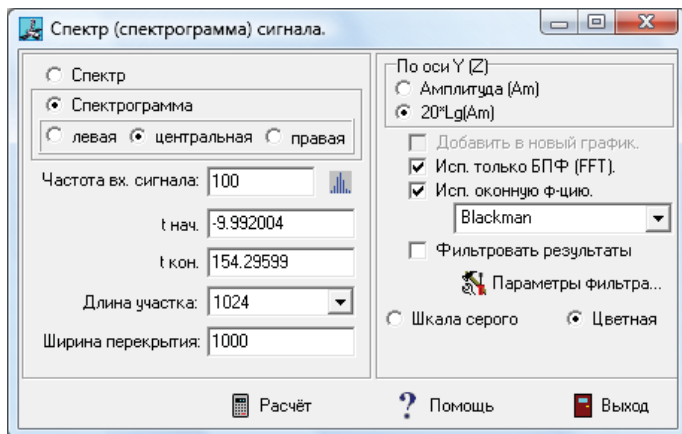 Спектр (спектрограмма) сигнала.
Спектр
Спектрограмма
левая центральная правая
Частота вх. сигнала: 100
t нач. -9.992004
t кон. 154.29599
Длина участка: 1024
Ширина перекрытия: 1000
По оси Y (Z)
Амплитуда (Am)
20*Lg(Am)
Добавить в новый график.
Исп. только БПФ (FFT).
Исп. оконную ф-цию.
Blackman
Фильтровать результаты
Параметры фильтра...
Шкала серого Цветная
Расчёт Помощь Выход